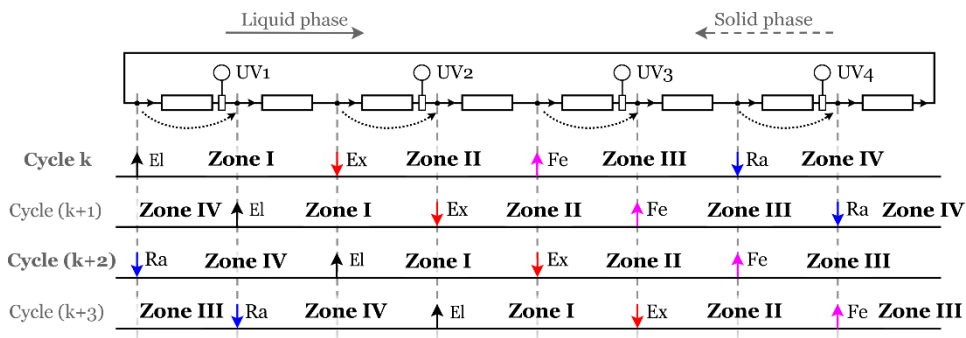 Liquid phase Solid phase
UV1 UV2 UV3 UV4
Cycle k El Zone I Ex Zone II Fe Zone III Ra Zone IV
Cycle (k+1) Zone IV El Zone I Ex Zone II Fe Zone III Ra Zone IV
Cycle (k+2) Ra Zone IV El Zone I Ex Zone II Fe Zone III
Cycle (k+3) Zone III Ra Zone IV El Zone I Ex Zone II Fe Zone III